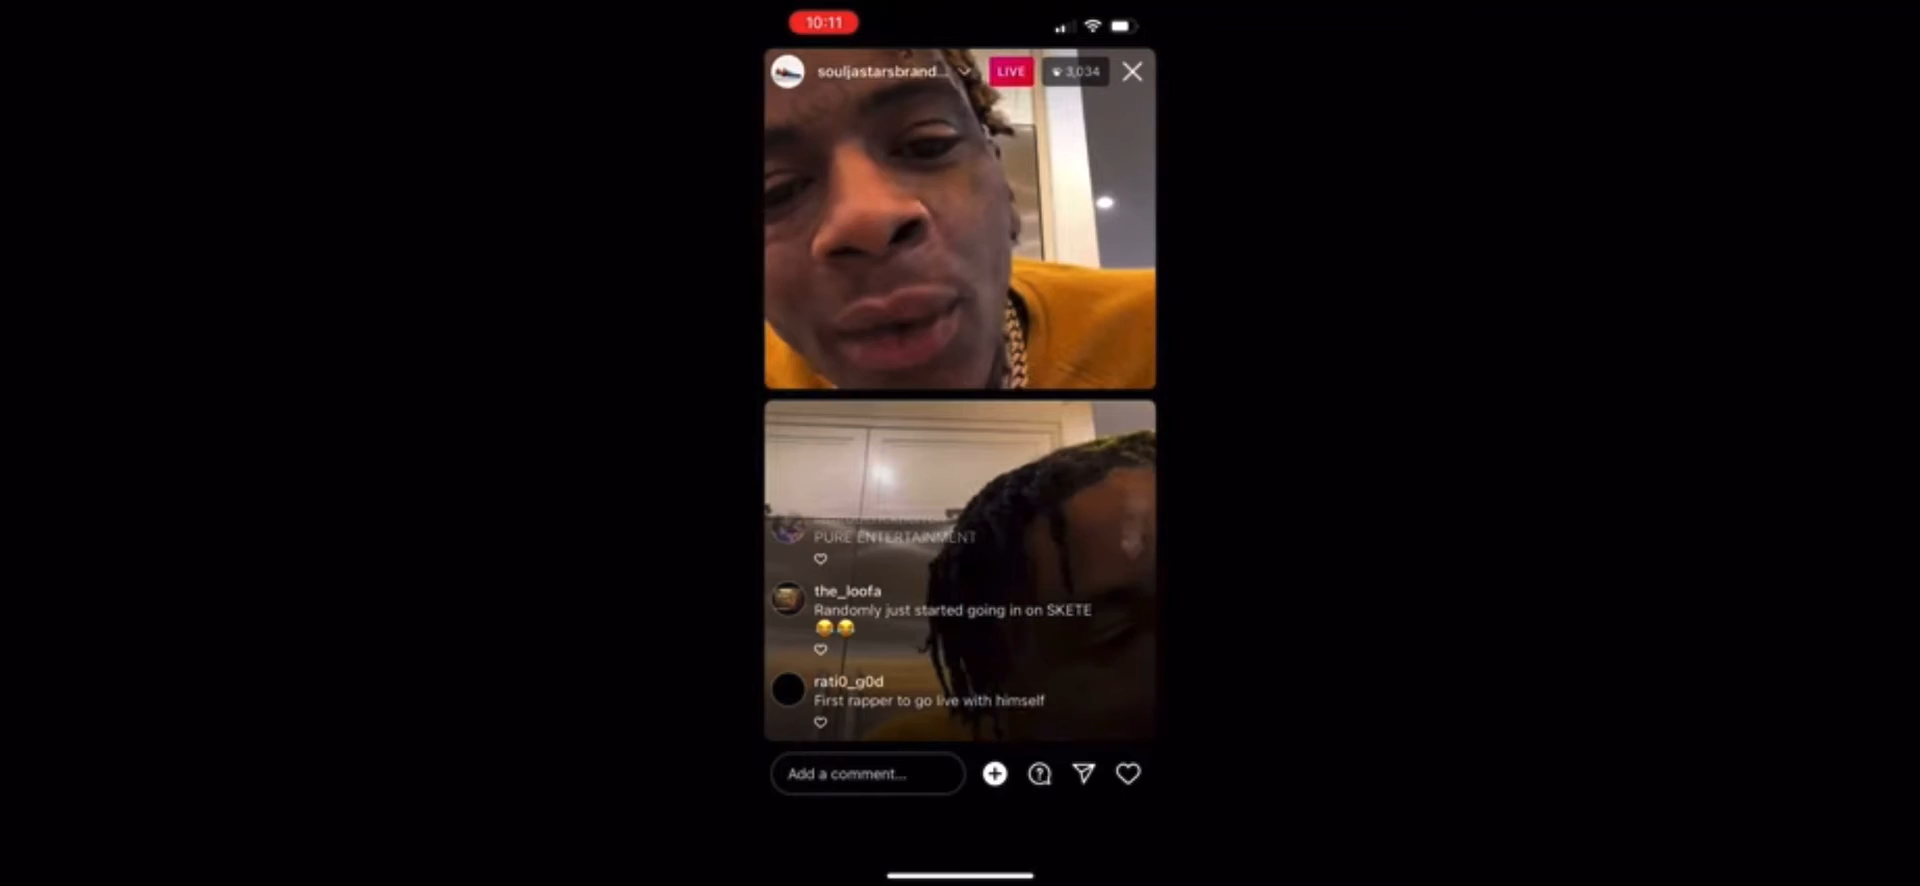 10:11
souljastarsbrand...
LIVE
3,034
PURE ENTERTAINMENT
the_loofa
Randomly just started going in on SKETE
😂😂
rati0_g0d
First rapper to go live with himself
Add a comment...